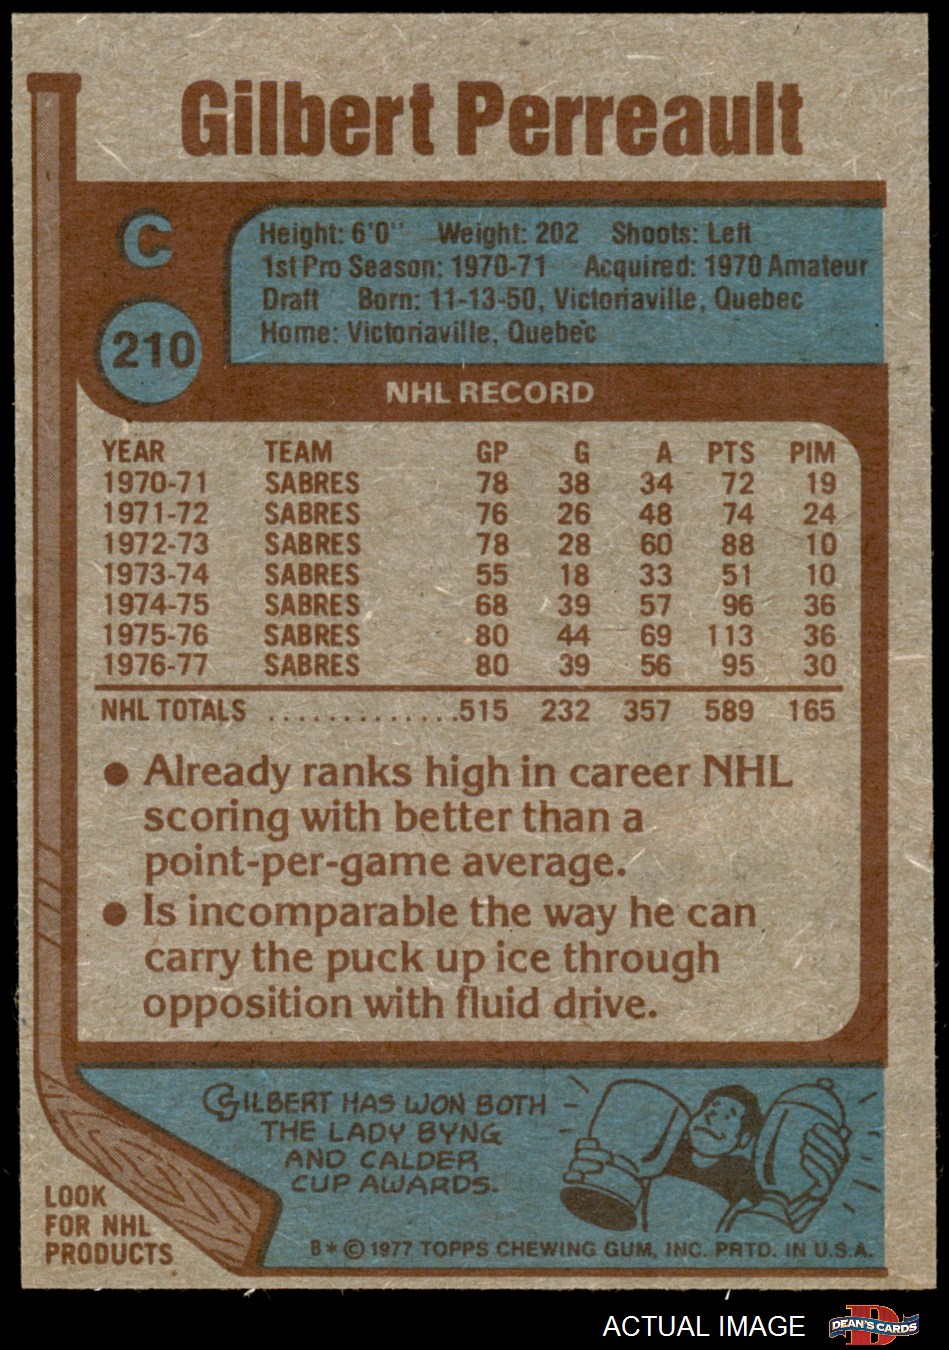 Gilbert Perreault
C
210
Height: 6'0" Weight: 202 Shoots: Left
1st Pro Season: 1970-71 Acquired: 1970 Amateur
Draft Born: 11-13-50, Victoriaville, Quebec
Home: Victoriaville, Quebec
NHL RECORD
YEAR TEAM GP G A PTS PIM
1970-71 SABRES 78 38 34 72 19
1971-72 SABRES 76 26 48 74 24
1972-73 SABRES 78 28 60 88 10
1973-74 SABRES 55 18 33 51 10
1974-75 SABRES 68 39 57 96 36
1975-76 SABRES 80 44 69 113 36
1976-77 SABRES 80 39 56 95 30
NHL TOTALS .............. 515 232 357 589 165
● Already ranks high in career NHL
scoring with better than a
point-per-game average.
● Is incomparable the way he can
carry the puck up ice through
opposition with fluid drive.
GILBERT HAS WON BOTH
THE LADY BYNG
AND CALDER
CUP AWARDS.
LOOK
FOR NHL
PRODUCTS
B * © 1977 TOPPS CHEWING GUM, INC. PRTD. IN U.S.A.
ACTUAL IMAGE
D
DEAN'S CARDS